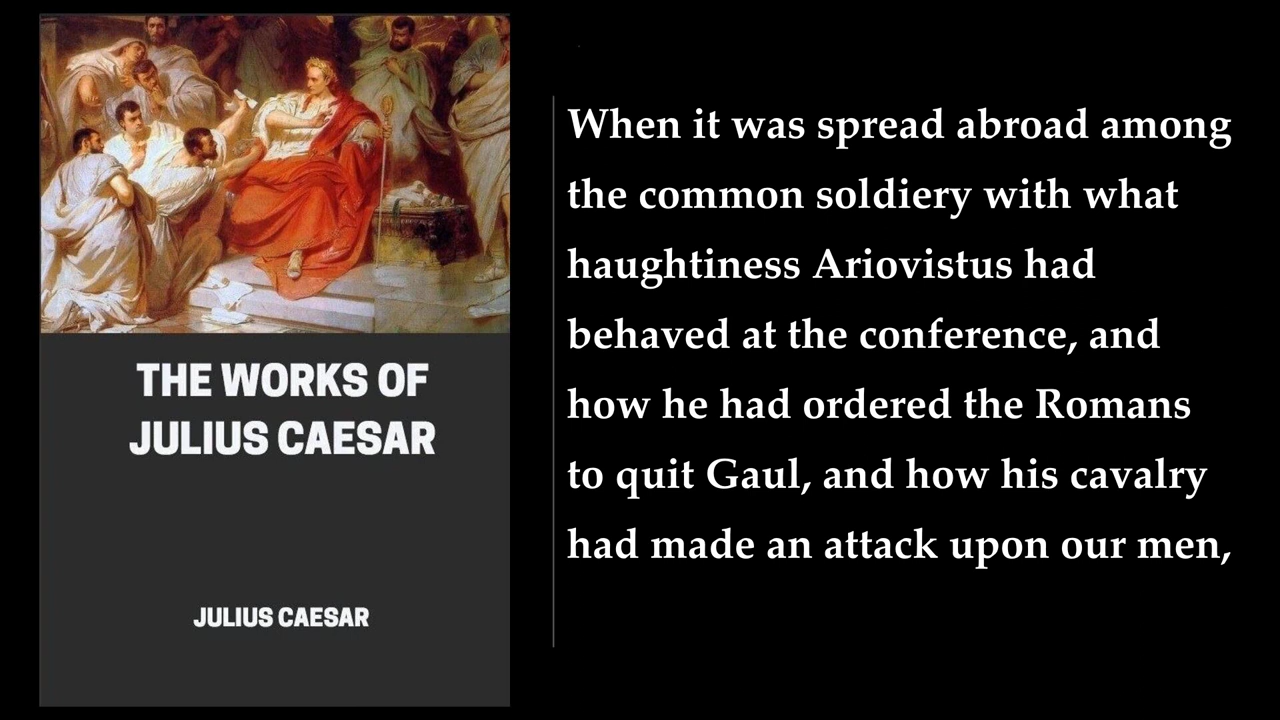 THE WORKS OF
JULIUS CAESAR
JULIUS CAESAR
When it was spread abroad among
the common soldiery with what
haughtiness Ariovistus had
behaved at the conference, and
how he had ordered the Romans
to quit Gaul, and how his cavalry
had made an attack upon our men,